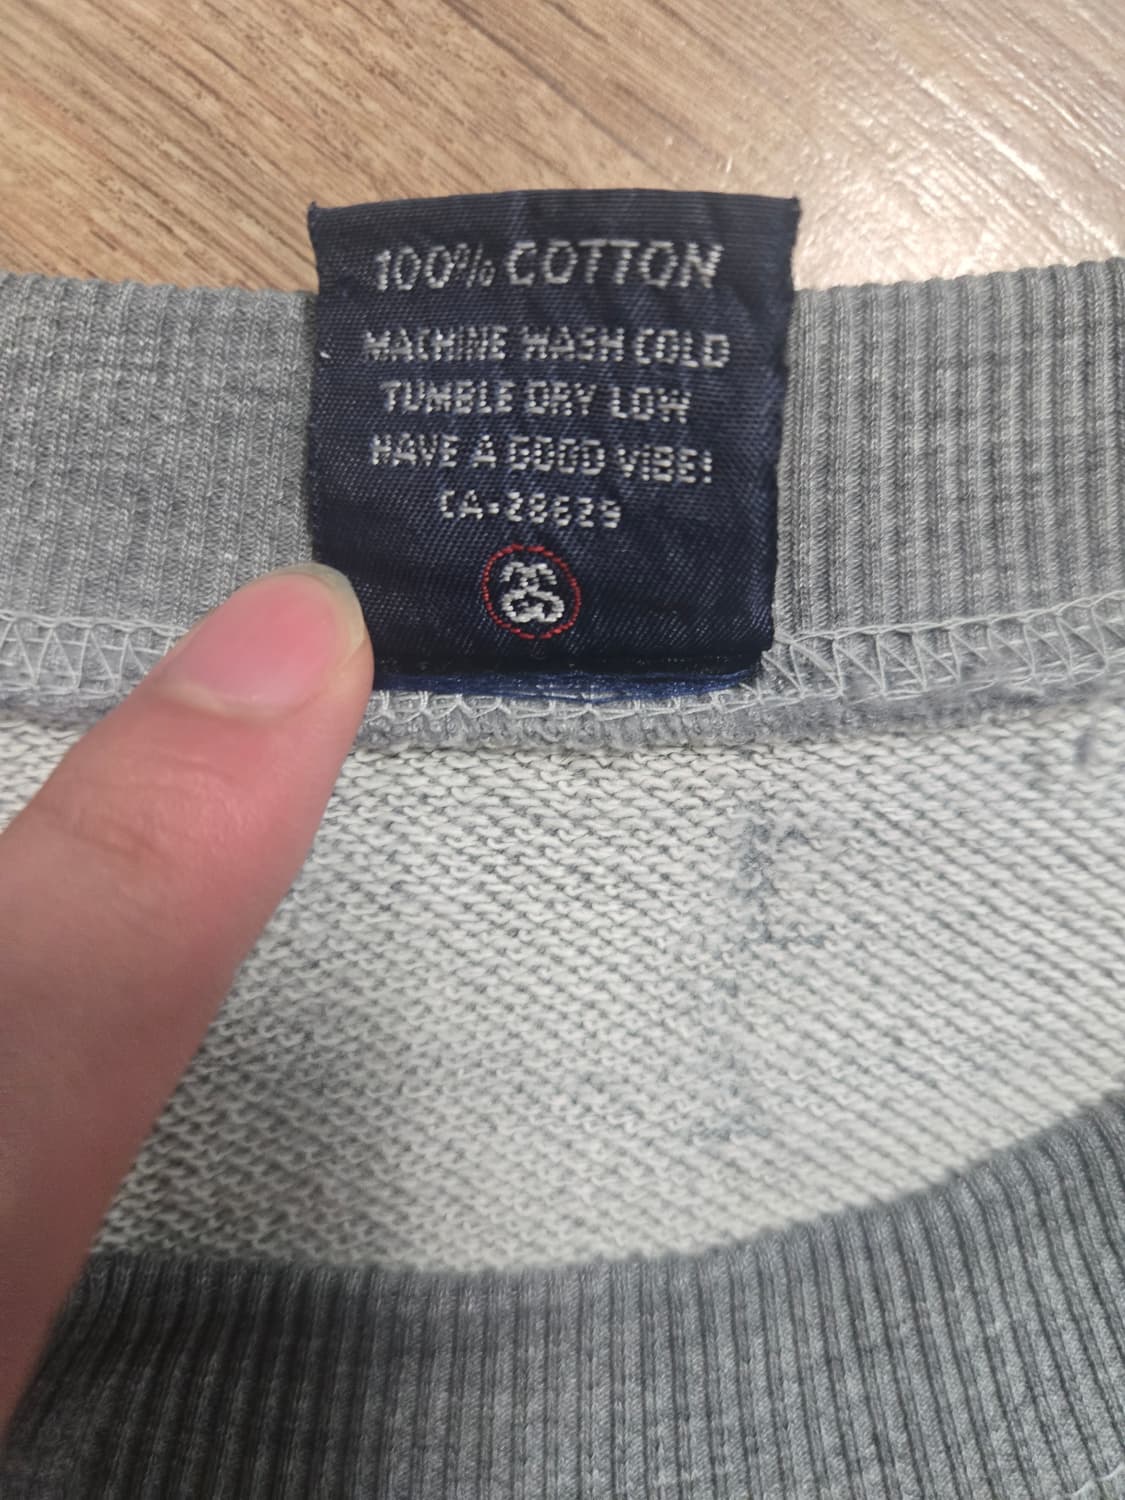 100% COTTON
MACHINE WASH COLD
TUMBLE DRY LOW
HAVE A GOOD VIBE!
CA-28629